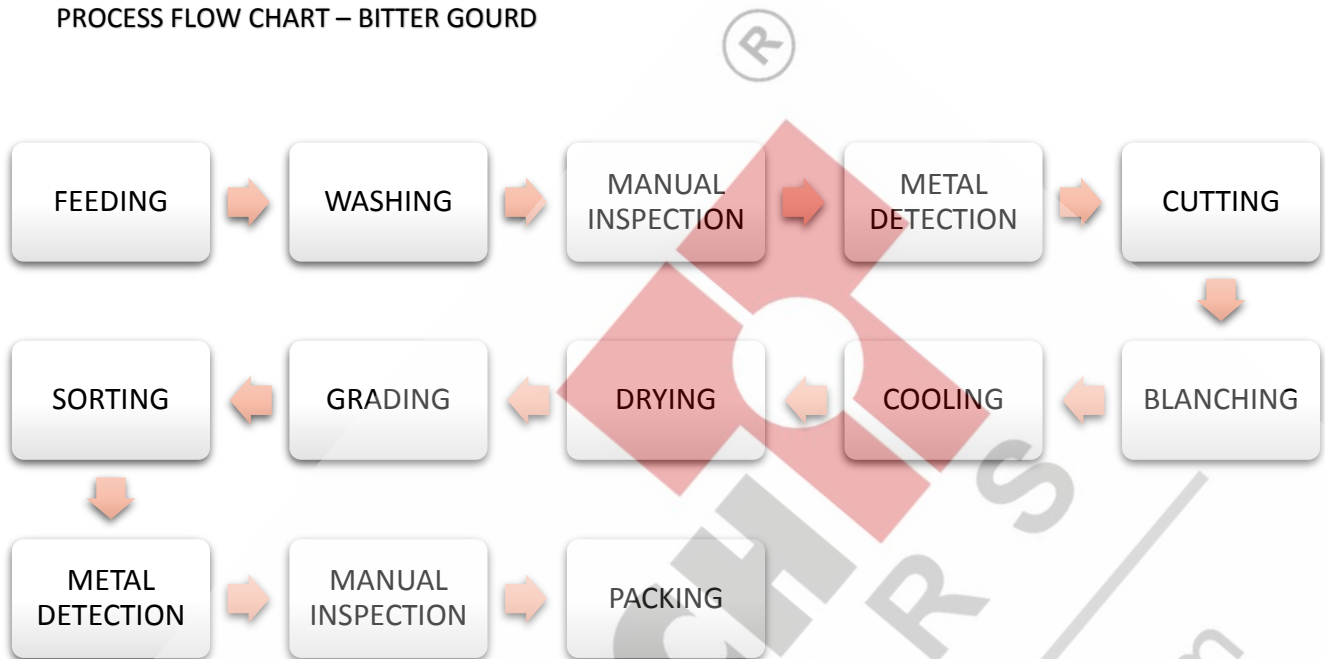 PROCESS FLOW CHART – BITTER GOURD
®
FEEDING
WASHING
MANUAL
INSPECTION
METAL
DETECTION
CUTTING
BLANCHING
COOLING
DRYING
GRADING
SORTING
METAL
DETECTION
MANUAL
INSPECTION
PACKING